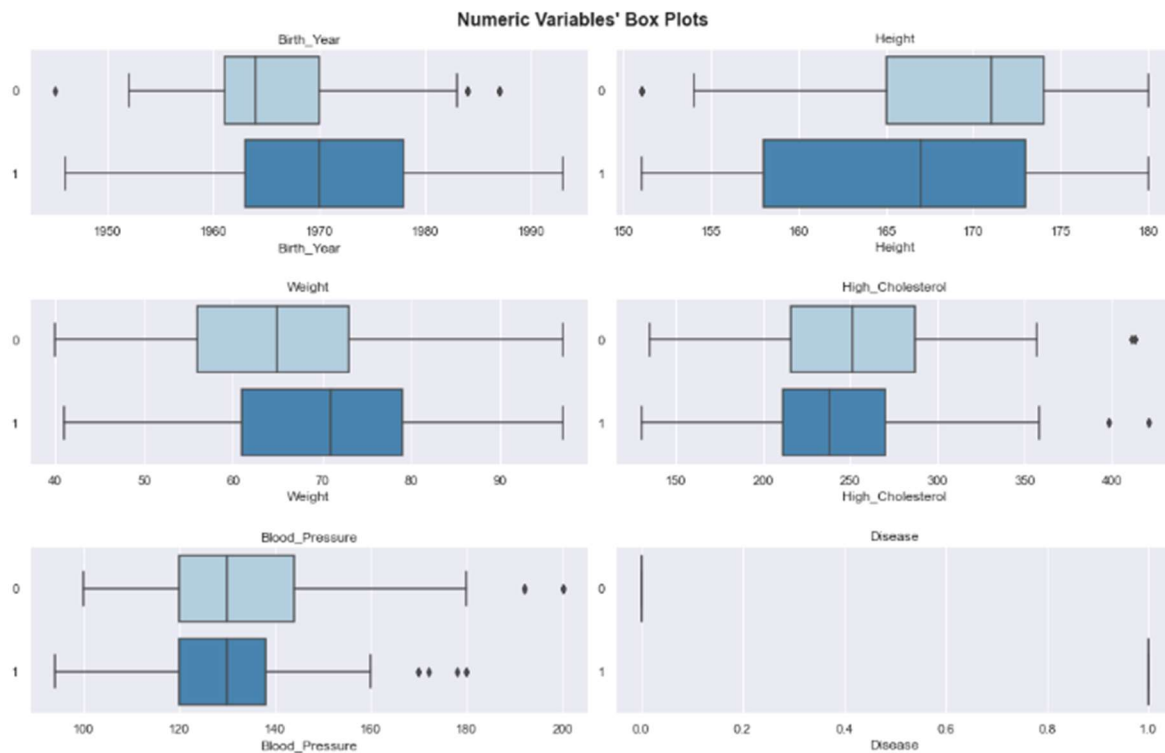 Numeric Variables' Box Plots
Birth_Year
0
1
1950 1960 1970 1980 1990
Birth_Year
Height
0
1
150 155 160 165 170 175 180
Height
Weight
0
1
40 50 60 70 80 90
Weight
High_Cholesterol
0
1
150 200 250 300 350 400
High_Cholesterol
Blood_Pressure
0
1
100 120 140 160 180 200
Blood_Pressure
Disease
0
1
0.0 0.2 0.4 0.6 0.8 1.0
Disease